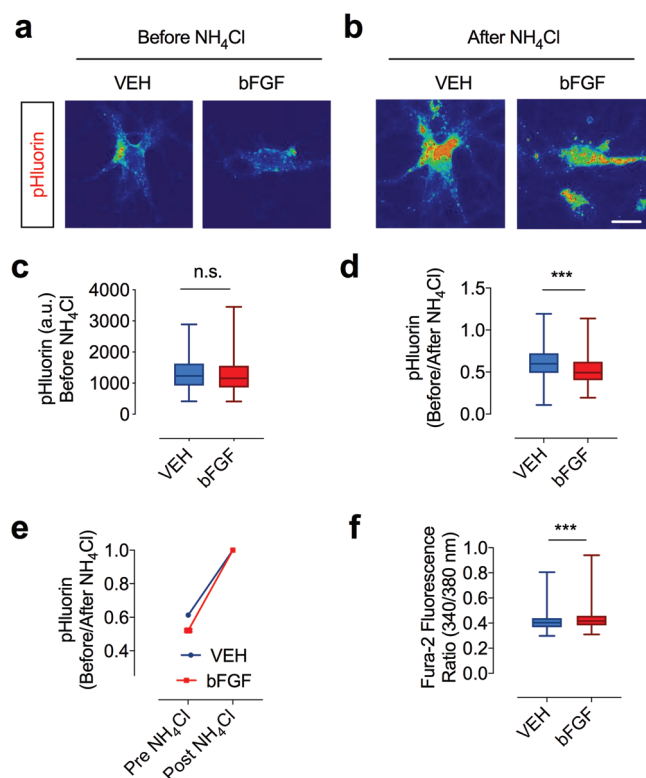 a
Before NH₄Cl
VEH
bFGF
b
After NH₄Cl
VEH
bFGF
pHluorin
c
n.s.
pHluorin (a.u.)
Before NH₄Cl
4000
3000
2000
1000
0
VEH
bFGF
d
***
pHluorin
(Before/After NH₄Cl)
1.5
1.0
0.5
0.0
VEH
bFGF
e
pHluorin
(Before/After NH₄Cl)
1.0
0.8
0.6
0.4
VEH
bFGF
Pre NH₄Cl
Post NH₄Cl
f
***
Fura-2 Fluorescence
Ratio (340/380 nm)
1.0
0.8
0.6
0.4
0.2
0.0
VEH
bFGF